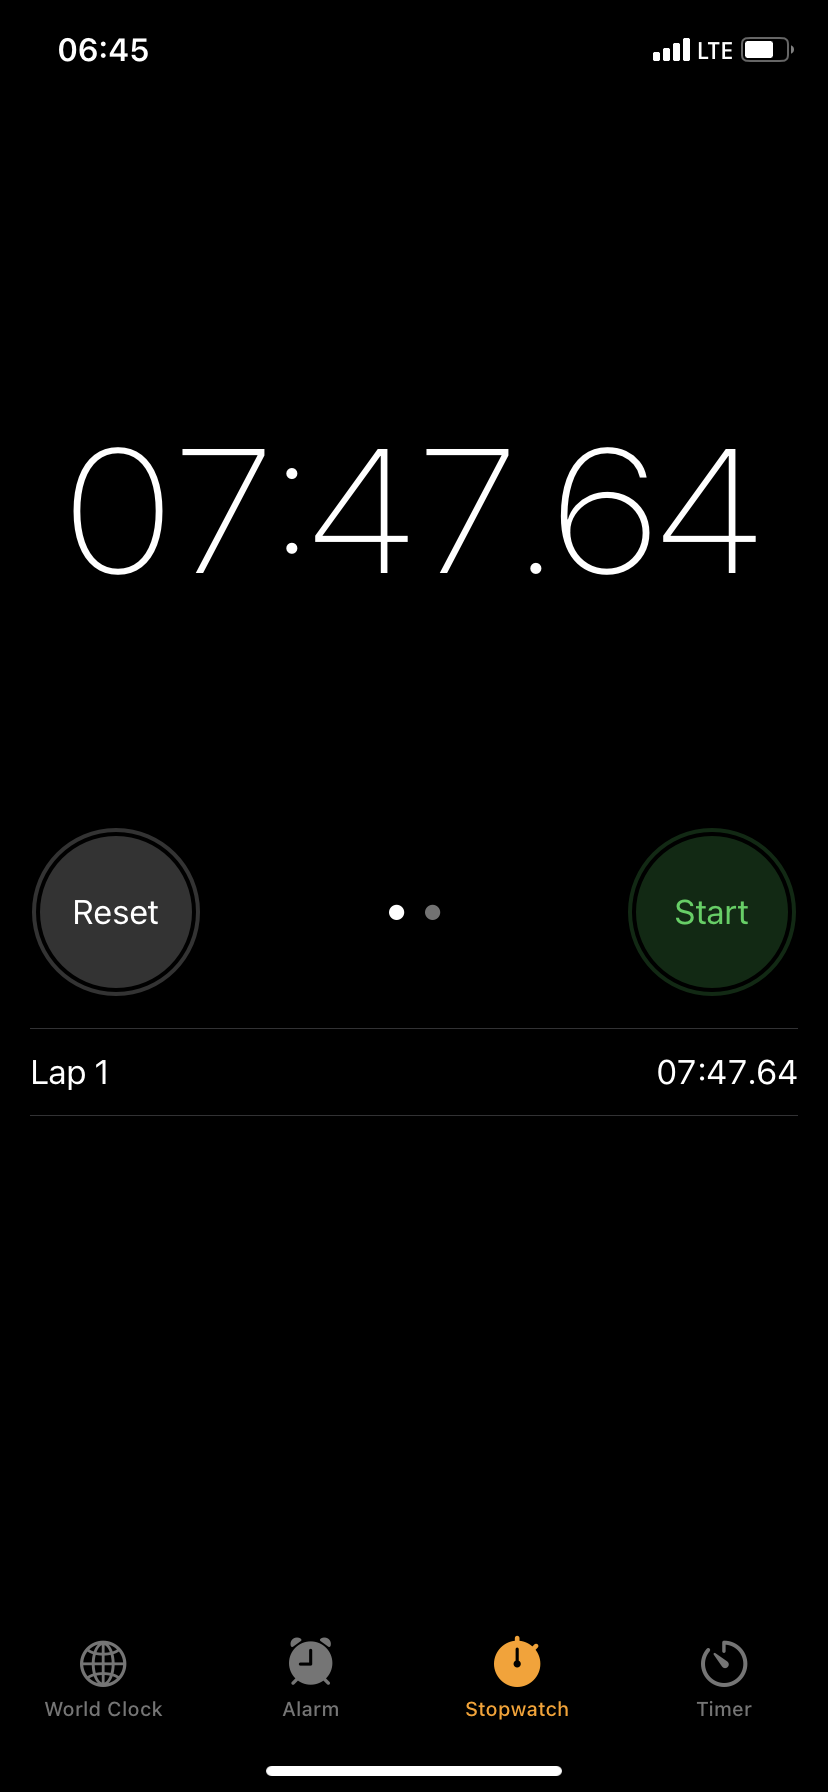 06:45 LTE
07:47.64
Reset Start
Lap 1 07:47.64
World Clock Alarm Stopwatch Timer